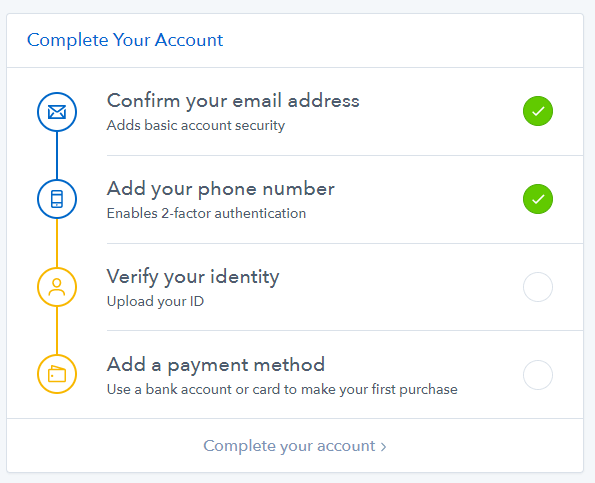 Complete Your Account
Confirm your email address
Adds basic account security
Add your phone number
Enables 2-factor authentication
Verify your identity
Upload your ID
Add a payment method
Use a bank account or card to make your first purchase
Complete your account >